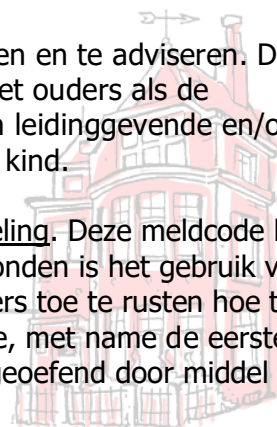 en en te adviseren. D
et ouders als de
n leidinggevende en/o
kind.
eling. Deze meldcode
onden is het gebruik v
ers toe te rusten hoe t
e, met name de eerste
geoefend door middel